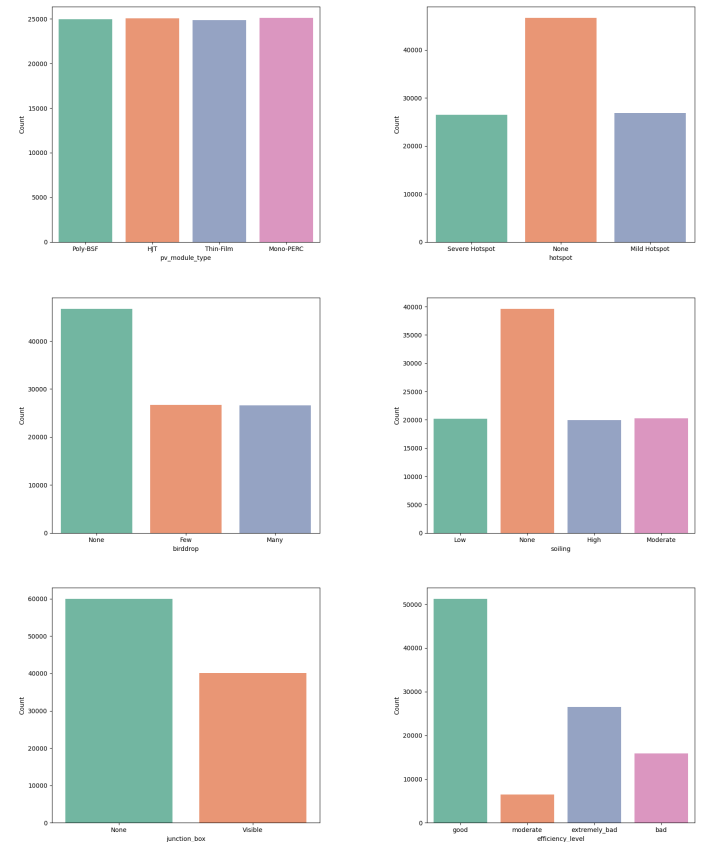 25000
20000
15000
10000
5000
0
Count
Poly-BSF HJT Thin-Film Mono-PERC
pv_module_type
40000
30000
20000
10000
0
Count
Severe Hotspot None Mild Hotspot
hotspot
40000
30000
20000
10000
0
Count
None Few Many
birddrop
40000
35000
30000
25000
20000
15000
10000
5000
0
Count
Low None High Moderate
soiling
60000
50000
40000
30000
20000
10000
0
Count
None Visible
junction_box
50000
40000
30000
20000
10000
0
Count
good moderate extremely_bad bad
efficiency_level